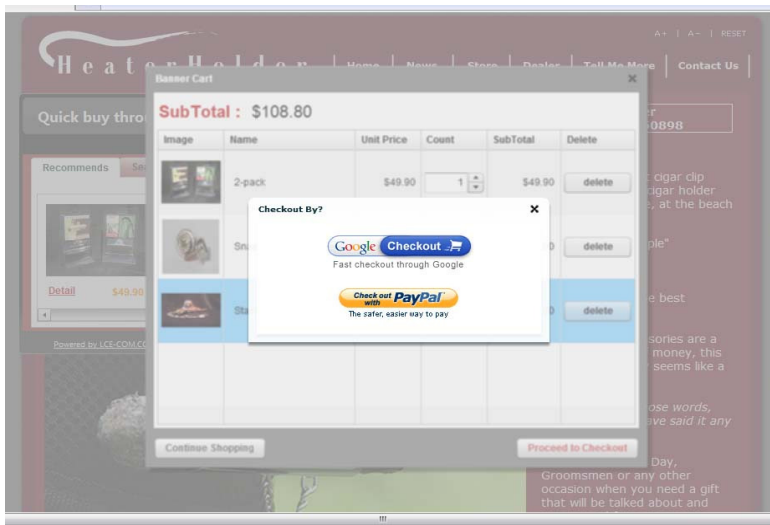 A+ | A- | RESET
Heater Holder
Home | News | Store | Dealer | Tell Me More | Contact Us
Banner Cart
Quick buy thro
0898
SubTotal : $108.80
Image Name Unit Price Count SubTotal Delete
Recommends
2-pack $49.90 1 $49.90 delete
cigar clip
cigar holder
, at the beach
Checkout By?
Google Checkout
Fast checkout through Google
delete
ple"
Check out with PayPal
The safer, easier way to pay
Detail $49.90
delete
e best
Powered by LCE-COM.CO
sories are a
money, this
seems like a
ose words,
ave said it any
Continue Shopping
Proceed to Checkout
Day,
Groomsmen or any other
occasion when you need a gift
that will be talked about and